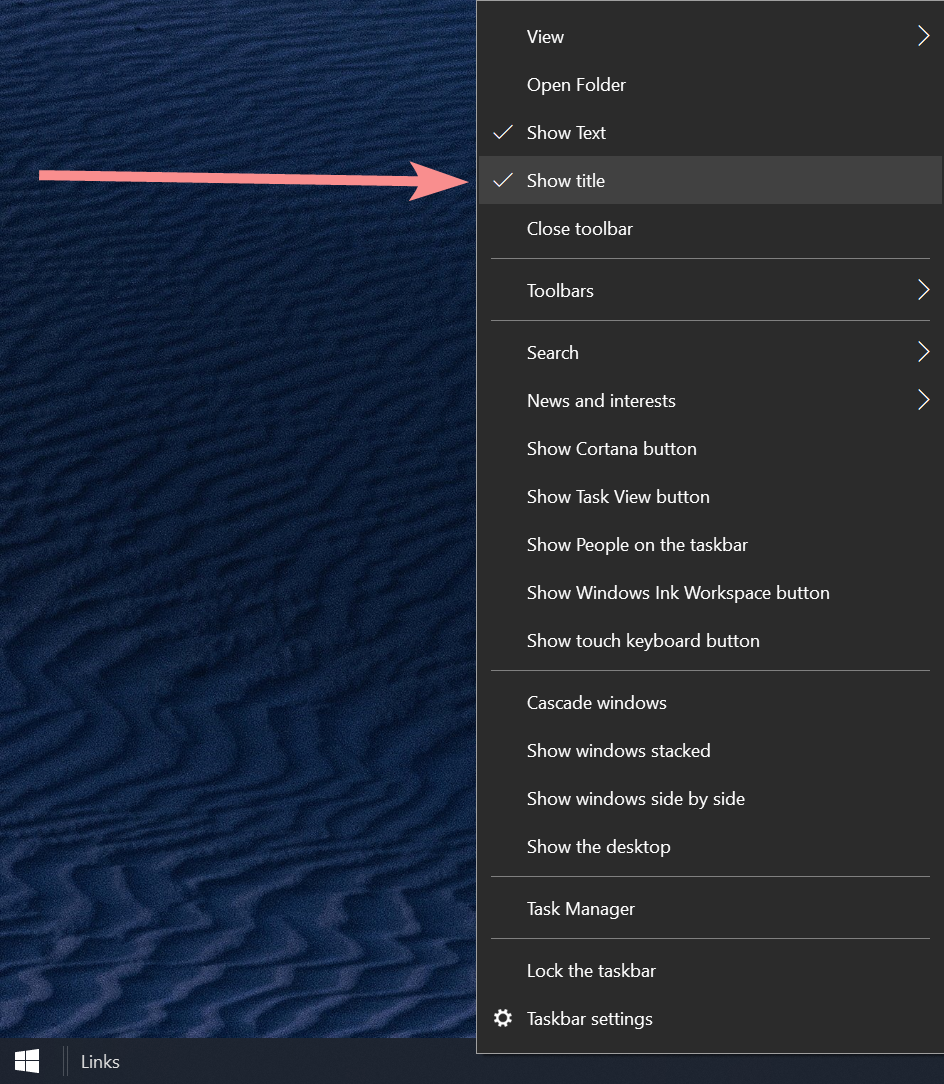 View
Open Folder
Show Text
Show title
Close toolbar
Toolbars
Search
News and interests
Show Cortana button
Show Task View button
Show People on the taskbar
Show Windows Ink Workspace button
Show touch keyboard button
Cascade windows
Show windows stacked
Show windows side by side
Show the desktop
Task Manager
Lock the taskbar
Taskbar settings
Links